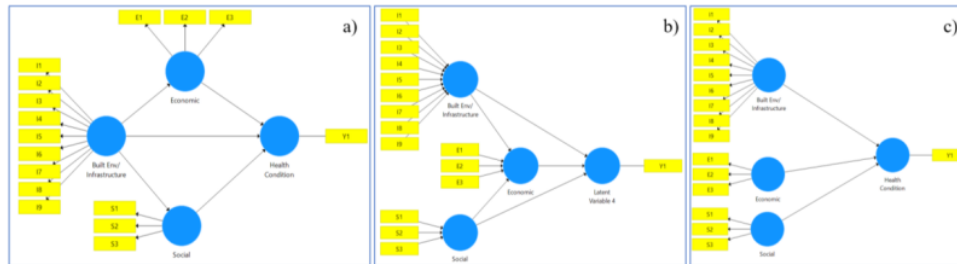 E1 E2 E3
a)
I1
I2
I3
I4
I5
I6
I7
I8
I9
Economic
Built Env/
Infrastructure
Health
Condition
Y1
S1
S2
S3
Social
b)
I1
I2
I3
I4
I5
I6
I7
I8
I9
Built Env/
Infrastructure
E1
E2
E3
Economic
Latent
Variable 4
Y1
S1
S2
S3
Social
c)
I1
I2
I3
I4
I5
I6
I7
I8
I9
Built Env/
Infrastructure
E1
E2
E3
Economic
Health
Condition
Y1
S1
S2
S3
Social